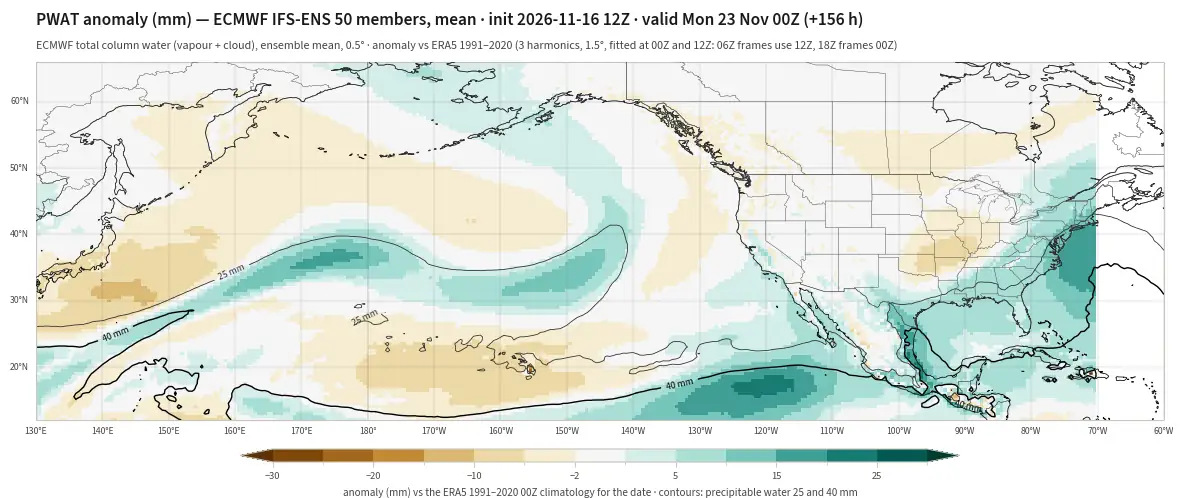 PWAT anomaly (mm) — ECMWF IFS-ENS 50 members, mean · init 2026-11-16 12Z · valid Mon 23 Nov 00Z (+156 h)
ECMWF total column water (vapour + cloud), ensemble mean, 0.5° · anomaly vs ERA5 1991–2020 (3 harmonics, 1.5°, fitted at 00Z and 12Z: 06Z frames use 12Z, 18Z frames 00Z)
60°N
50°N
40°N
30°N
20°N
25 mm
25 mm
40 mm
40 mm
40 mm
130°E 140°E 150°E 160°E 170°E 180° 170°W 160°W 150°W 140°W 130°W 120°W 110°W 100°W 90°W 80°W 70°W 60°W
−30 −20 −10 −2 5 15 25
anomaly (mm) vs the ERA5 1991–2020 00Z climatology for the date · contours: precipitable water 25 and 40 mm